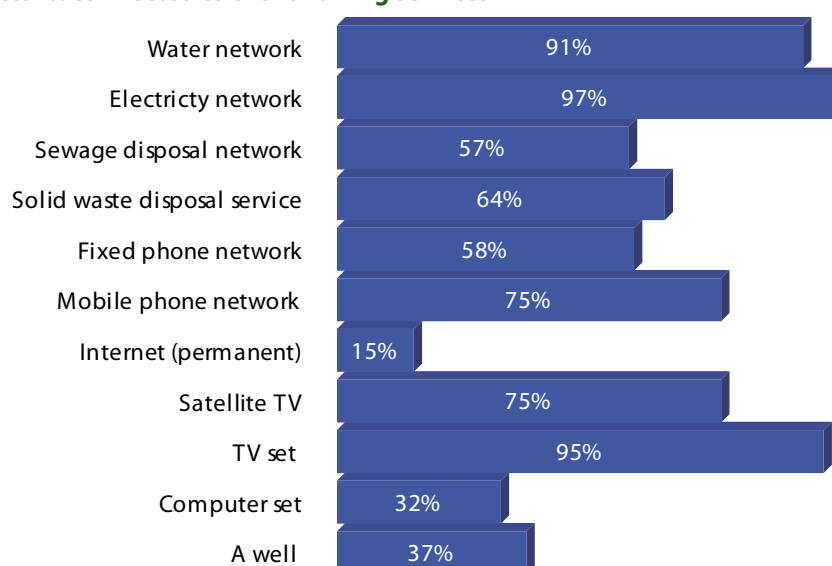 Water network 91%
Electricty network 97%
Sewage disposal network 57%
Solid waste disposal service 64%
Fixed phone network 58%
Mobile phone network 75%
Internet (permanent) 15%
Satellite TV 75%
TV set 95%
Computer set 32%
A well 37%